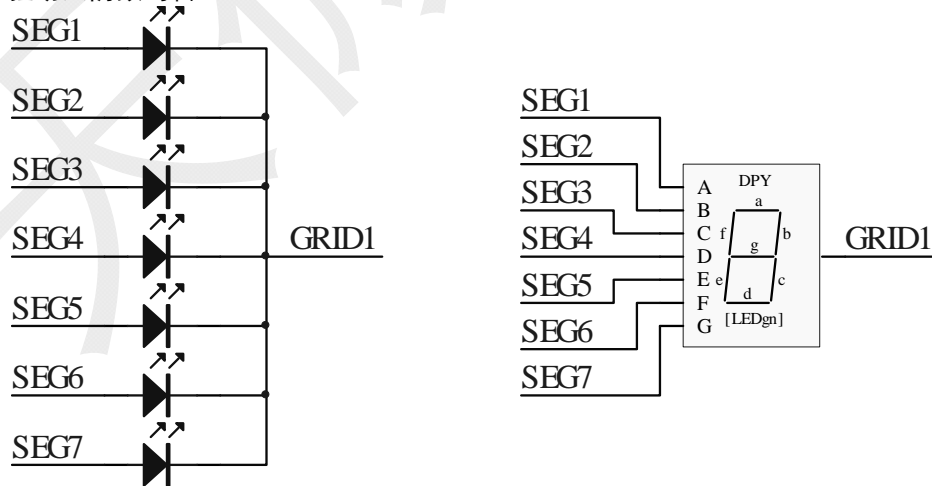 SEG1
SEG2
SEG3
SEG4
SEG5
SEG6
SEG7
GRID1
SEG1
SEG2
SEG3
SEG4
SEG5
SEG6
SEG7
DPY
A
B
C
D
E
F
G
a
f
b
g
e
c
d
[LEDgn]
GRID1